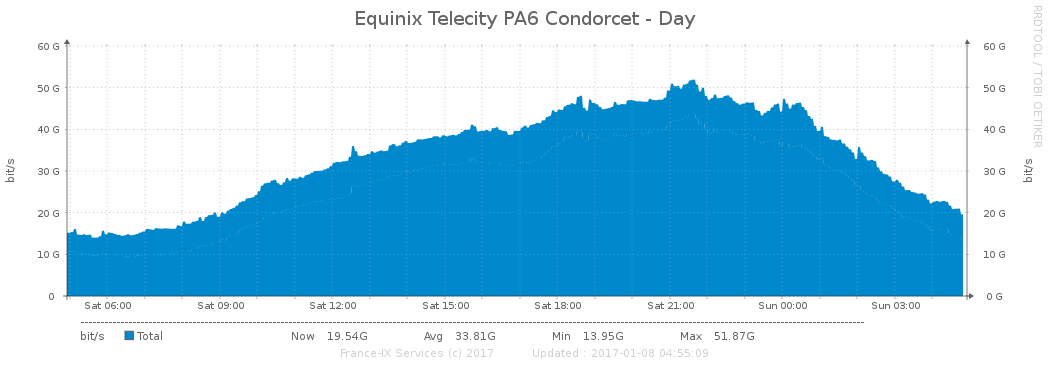 Equinix Telecity PA6 Condorcet - Day
RRDTOOL / TOBI OETIKER
60 G 60 G
50 G 50 G
40 G 40 G
30 G 30 G
20 G 20 G
10 G 10 G
0 0 G
bit/s bit/s
Sat 06:00 Sat 09:00 Sat 12:00 Sat 15:00 Sat 18:00 Sat 21:00 Sun 00:00 Sun 03:00
bit/s Total Now 19.54G Avg 33.81G Min 13.95G Max 51.87G
France-IX Services (c) 2017 Updated : 2017-01-08 04:55:09